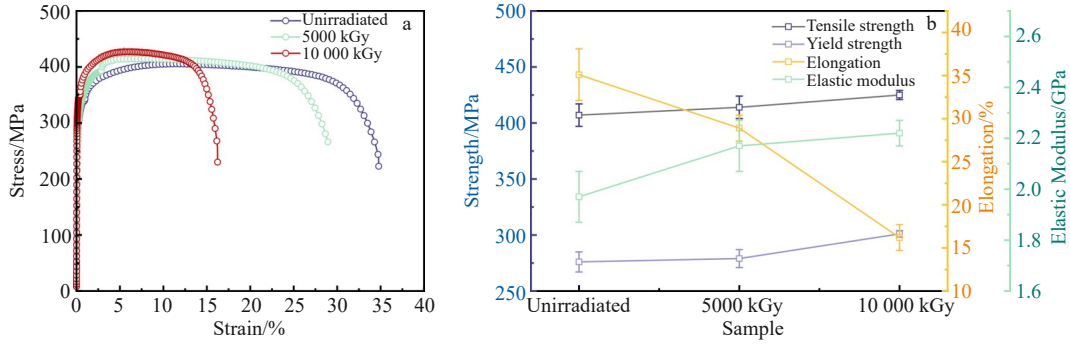 a
Unirradiated
5000 kGy
10 000 kGy
Stress/MPa
500
400
300
200
100
0
0 5 10 15 20 25 30 35 40
Strain/%
b
Tensile strength
Yield strength
Elongation
Elastic modulus
Strength/MPa
500
450
425
400
375
350
300
250
Unirradiated 5000 kGy 10 000 kGy
Sample
Elongation/%
40
35
30
25
20
15
10
Elastic Modulus/GPa
2.6
2.4
2.2
2.0
1.8
1.6